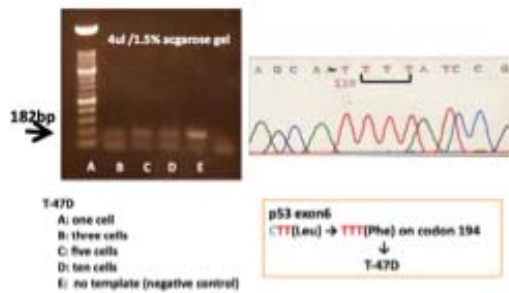 4ul /1.5% acgarose gel
182bp
A B C D E
A G C A T T T T A T C C G
T-47D
A: one cell
B: three cells
C: five cells
D: ten cells
E: no template (negative control)
p53 exon6
CTT(Leu) → TTT(Phe) on codon 194
↓
T-47D